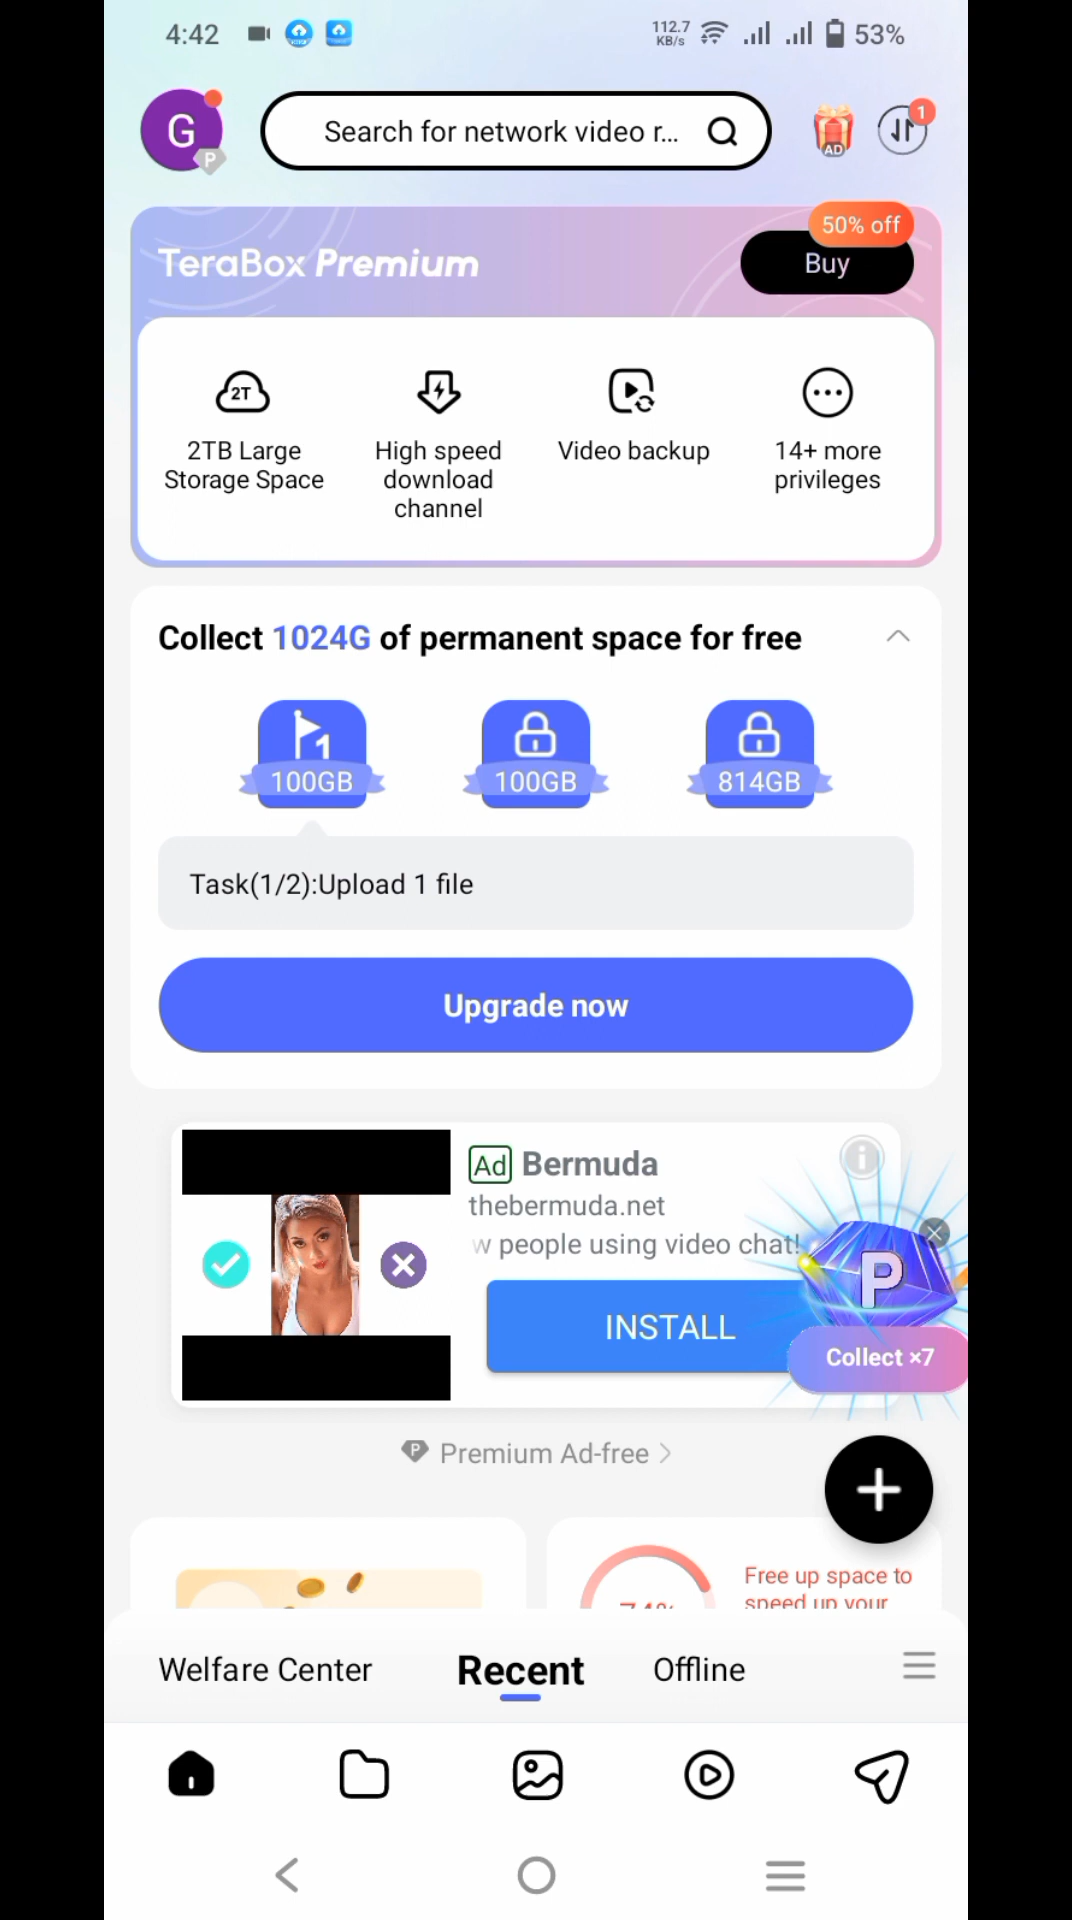 4:42
112.7
KB/s
53%
G
P
Search for network video r...
AD
1
TeraBox Premium
50% off
Buy
2T
2TB Large
Storage Space
High speed
download
channel
Video backup
14+ more
privileges
Collect 1024G of permanent space for free
1
100GB
100GB
814GB
Task(1/2):Upload 1 file
Upgrade now
Ad Bermuda
thebermuda.net
w people using video chat!
INSTALL
P
Collect ×7
P Premium Ad-free >
Free up space to
speed up your
Welfare Center
Recent
Offline